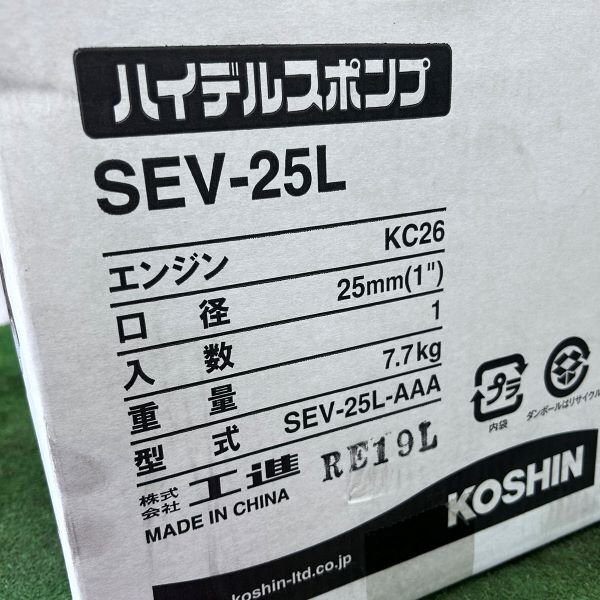 ハイデルスポンプ
SEV-25L
エンジン KC26
口径 25mm(1")
入数 1
重量 7.7kg
型式 SEV-25L-AAA
株式会社 工進 RE19L
MADE IN CHINA
プラ
内袋
ダンボールはリサイクル
KOSHIN
koshin-ltd.co.jp